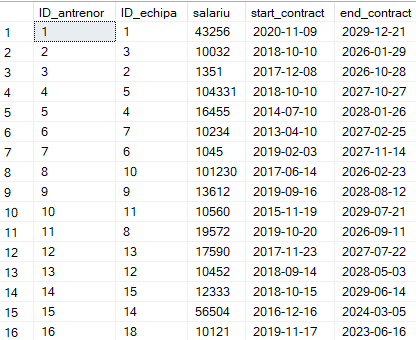 ID_antrenor ID_echipa salariu start_contract end_contract
1 1 1 43256 2020-11-09 2029-12-21
2 2 3 10032 2018-10-10 2026-01-29
3 3 2 1351 2017-12-08 2026-10-28
4 4 5 104331 2018-10-10 2027-10-27
5 5 4 16455 2014-07-10 2028-01-26
6 6 7 10234 2013-04-10 2027-02-25
7 7 6 1045 2019-02-03 2027-11-14
8 8 10 101230 2017-06-14 2026-02-23
9 9 9 13612 2019-09-16 2028-08-12
10 10 11 10560 2015-11-19 2029-07-21
11 11 8 19572 2019-10-20 2026-09-11
12 12 13 17590 2017-11-23 2027-07-22
13 13 12 10452 2018-09-14 2028-05-03
14 14 15 12333 2018-10-15 2029-06-14
15 15 14 56504 2016-12-16 2024-03-05
16 16 18 10121 2019-11-17 2023-06-16